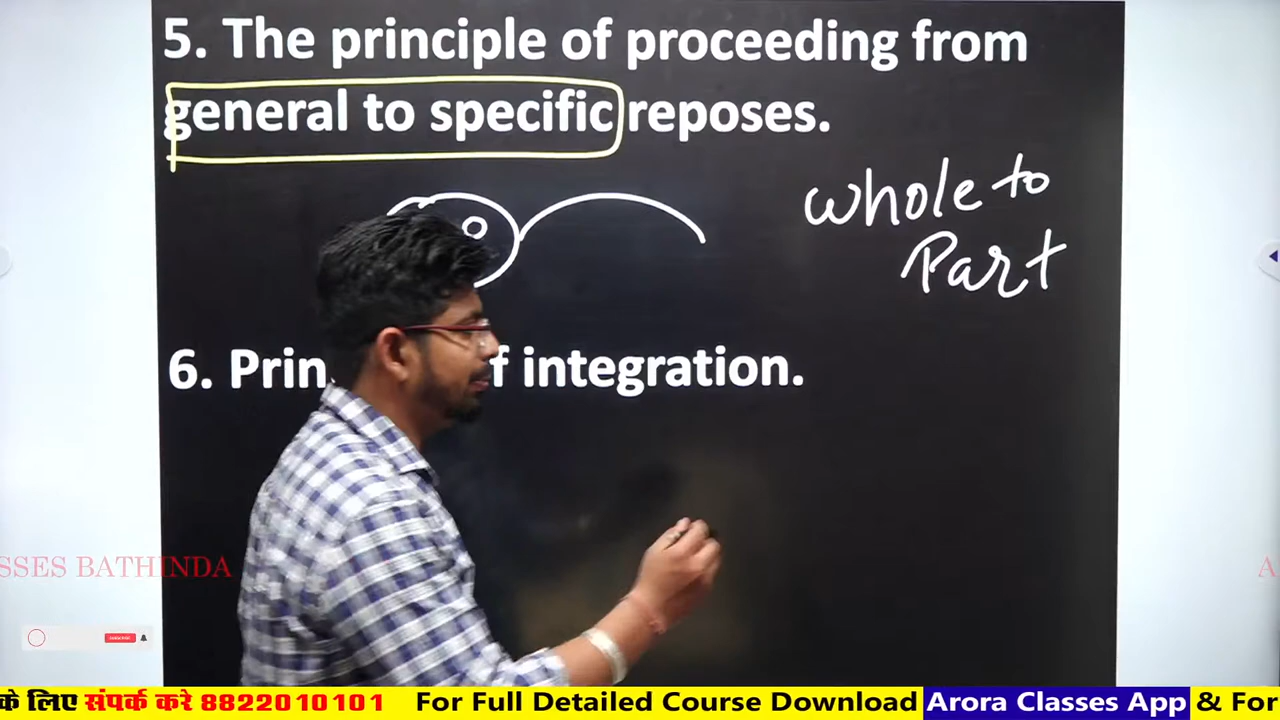 5. The principle of proceeding from
general to specific reposes.
whole to
Part
6. Prin f integration.
SSES BATHINDA
A
SUBSCRIBE
के लिए संपर्क करे 8822010101 For Full Detailed Course Download Arora Classes App & For